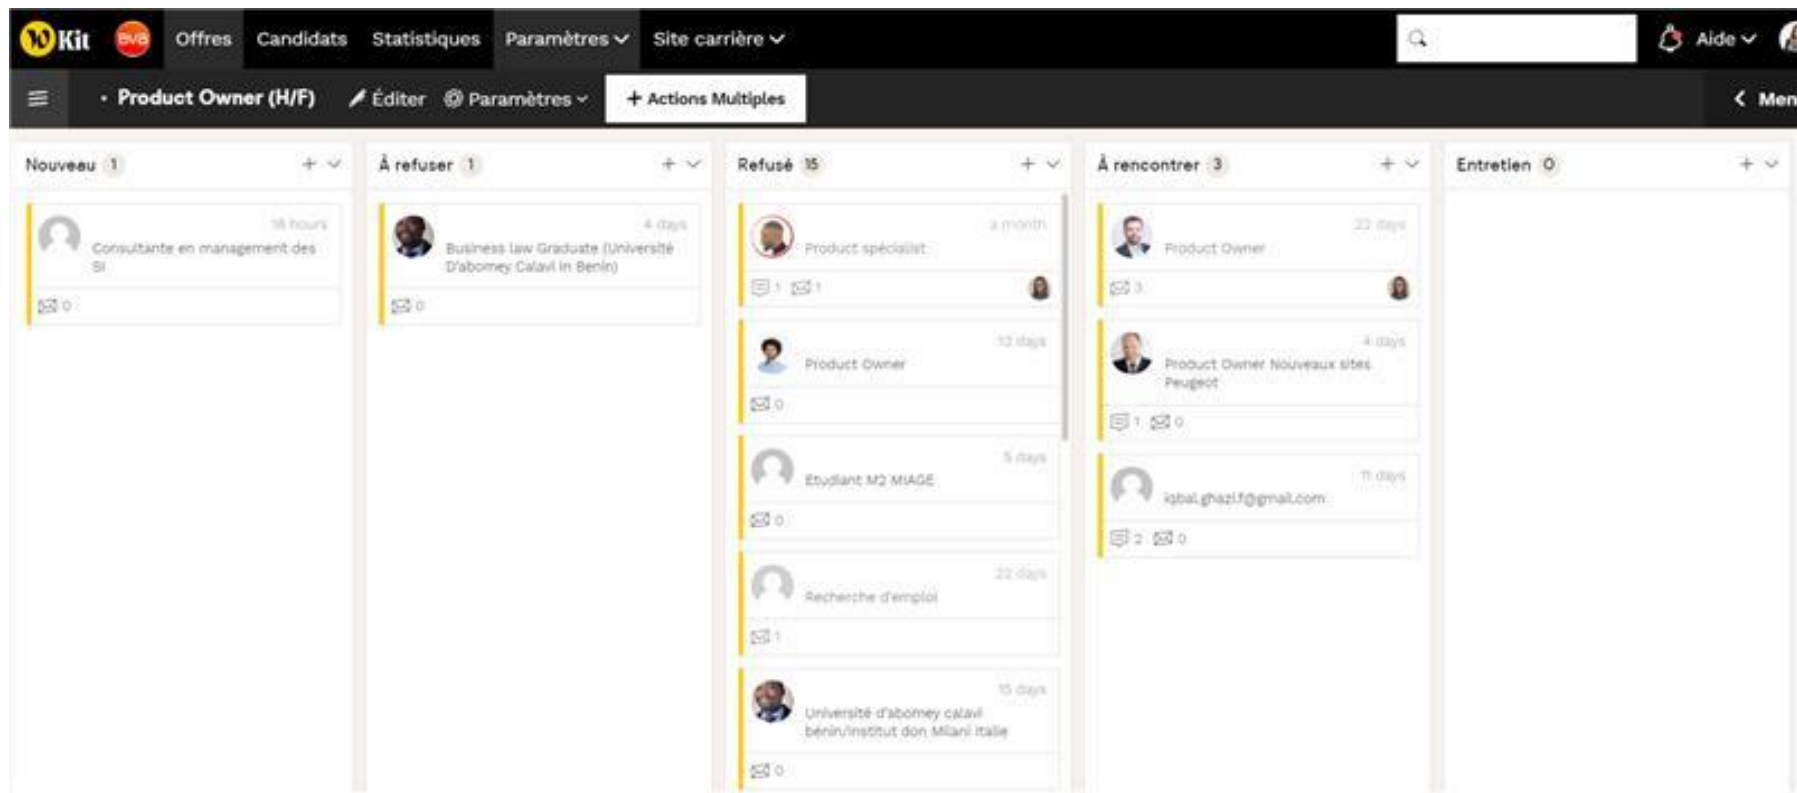 Kit BVB Offres Candidats Statistiques Paramètres Site carrière Aide
· Product Owner (H/F) Éditer Paramètres + Actions Multiples Men
Nouveau 1
18 hours
Consultante en management des
SI
0
À refuser 1
4 days
Business law Graduate (Université
D'abomey Calavi in Benin)
0
Refusé 15
a month
Product spécialist
1 1
12 days
Product Owner
0
5 days
Etudiant M2 MIAGE
0
22 days
Recherche d'emploi
1
15 days
Université d'abomey calavi
bénin/institut don Milani Italie
0
À rencontrer 3
22 days
Product Owner
3
4 days
Product Owner Nouveaux sites
Peugeot
1 0
11 days
iqbal.ghazi.f@gmail.com
2 0
Entretien 0